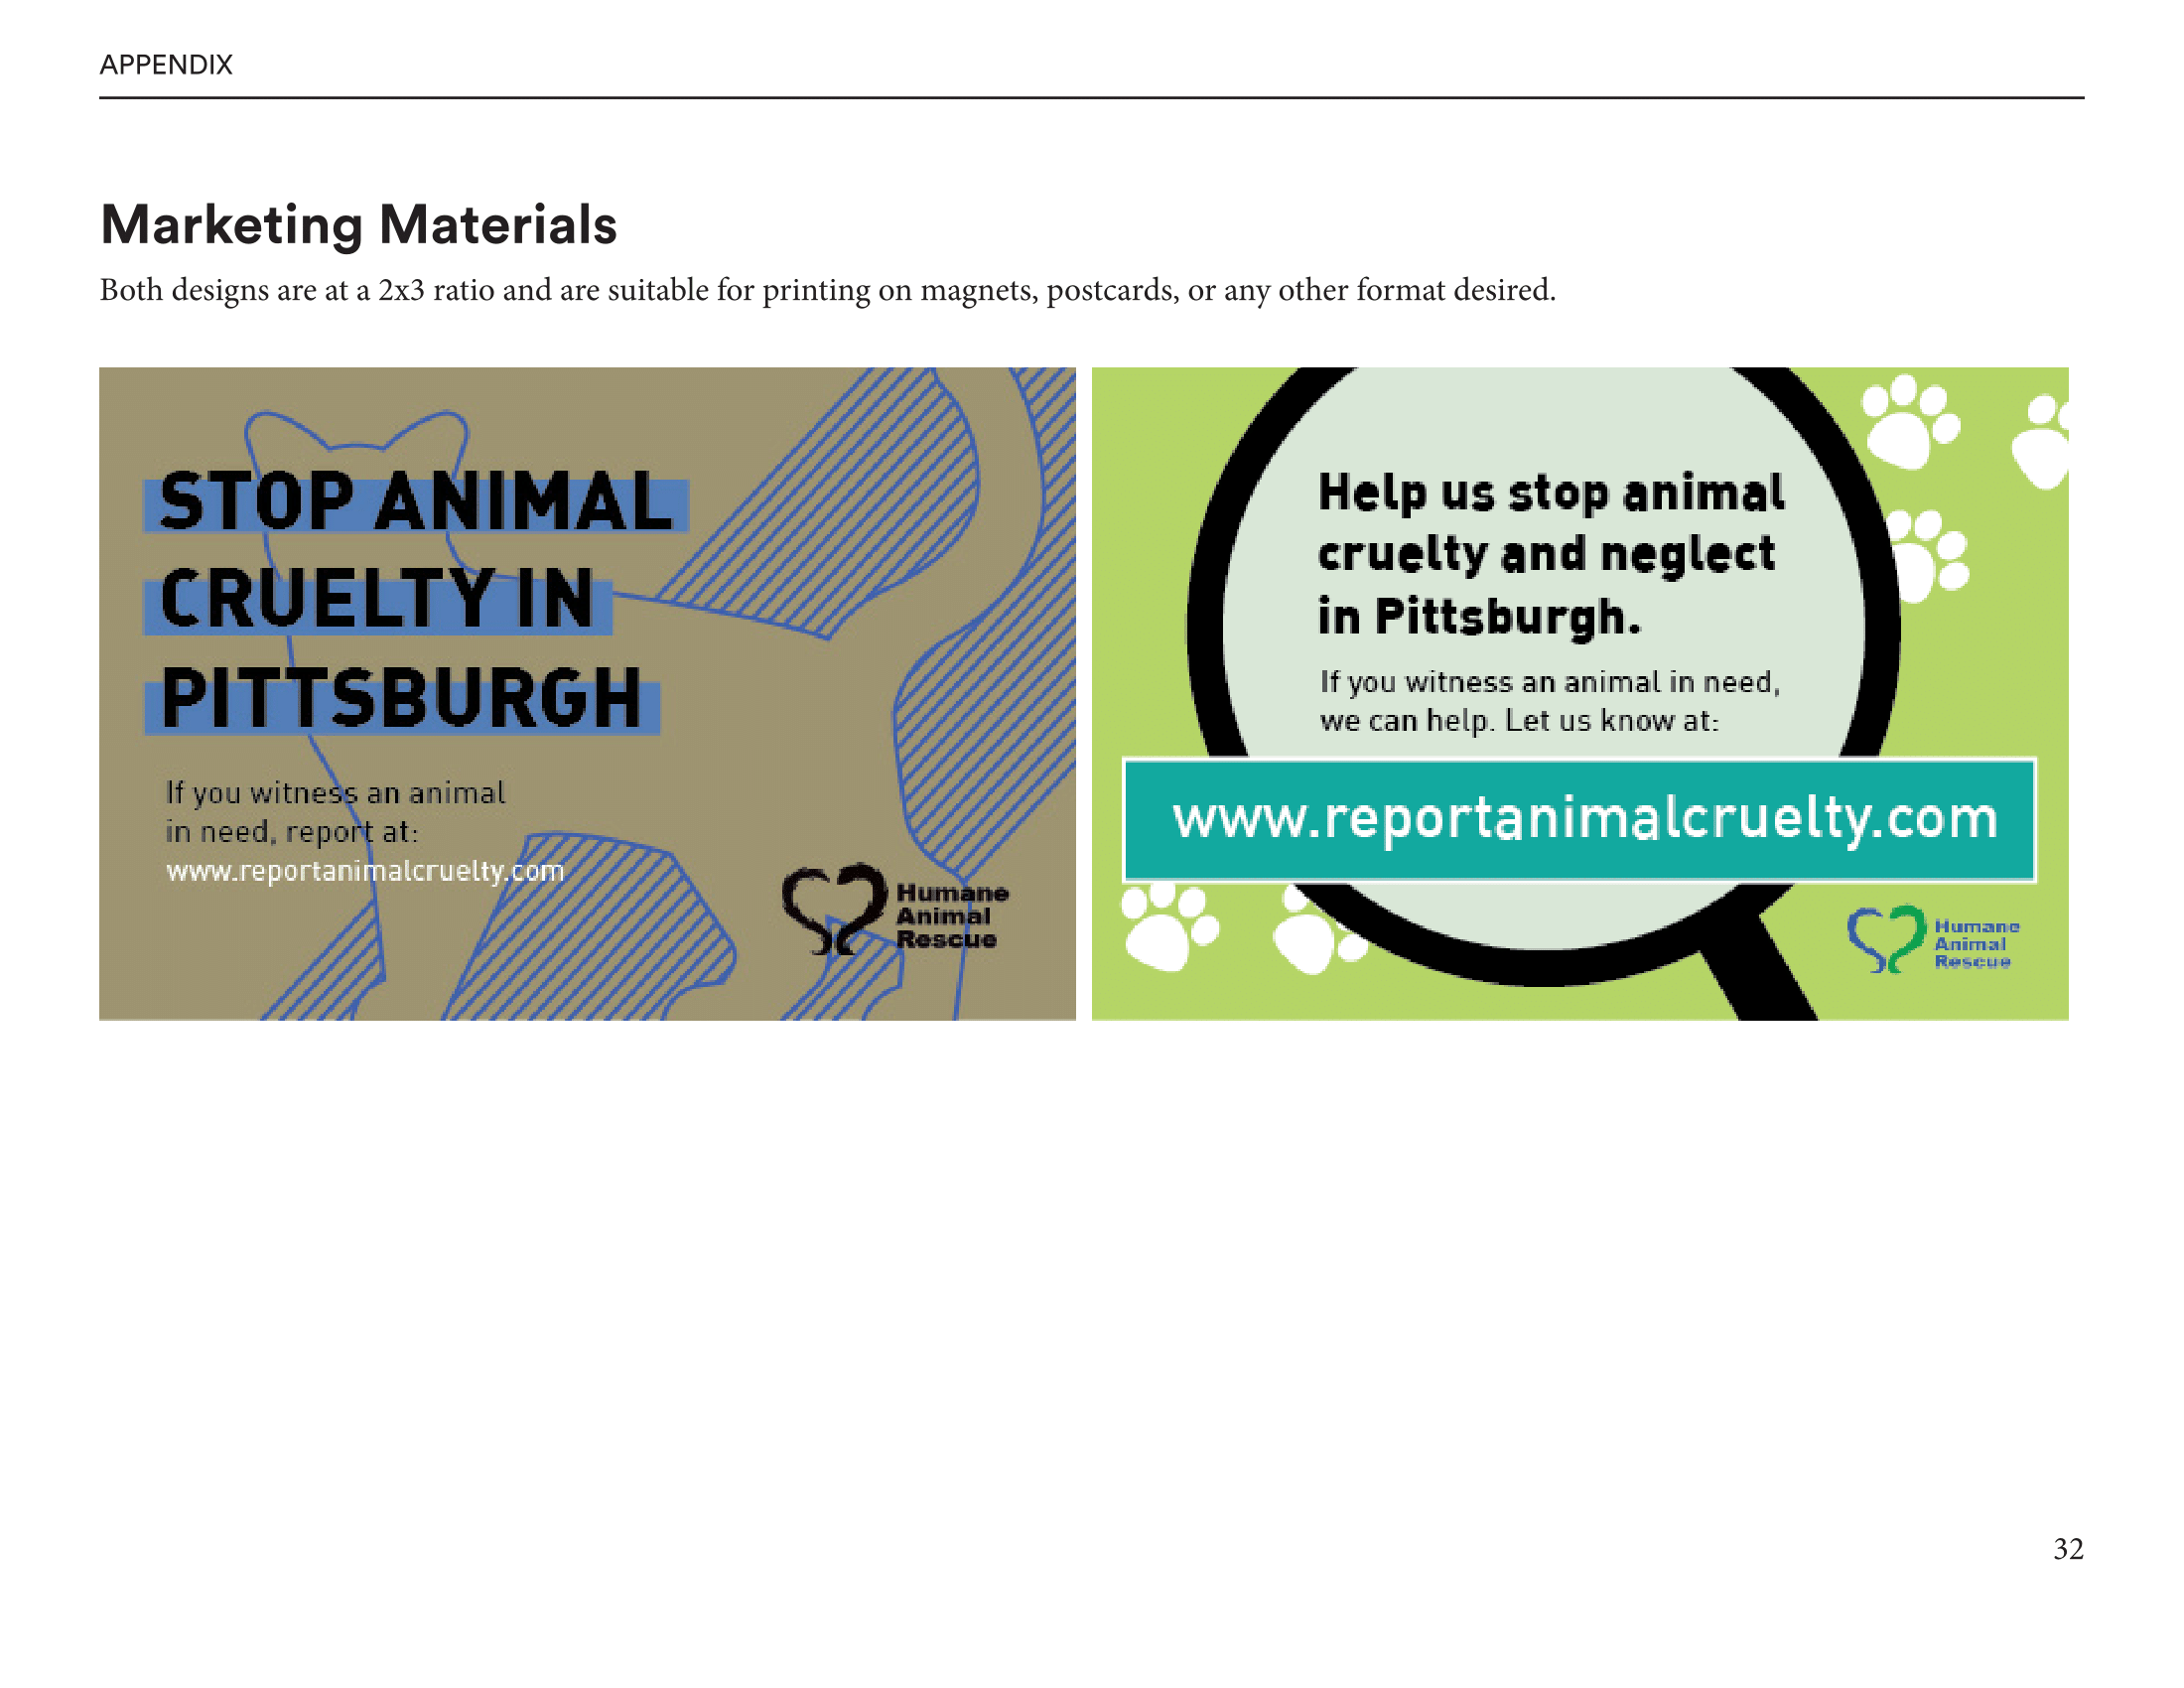 APPENDIX
Marketing Materials
Both designs are at a 2x3 ratio and are suitable for printing on magnets, postcards, or any other format desired.
STOP ANIMAL
CRUELTY IN
PITTSBURGH
If you witness an animal
in need, report at:
www.reportanimalcruelty.com
Humane
Animal
Rescue
Help us stop animal
cruelty and neglect
in Pittsburgh.
If you witness an animal in need,
we can help. Let us know at:
www.reportanimalcruelty.com
Humane
Animal
Rescue
32